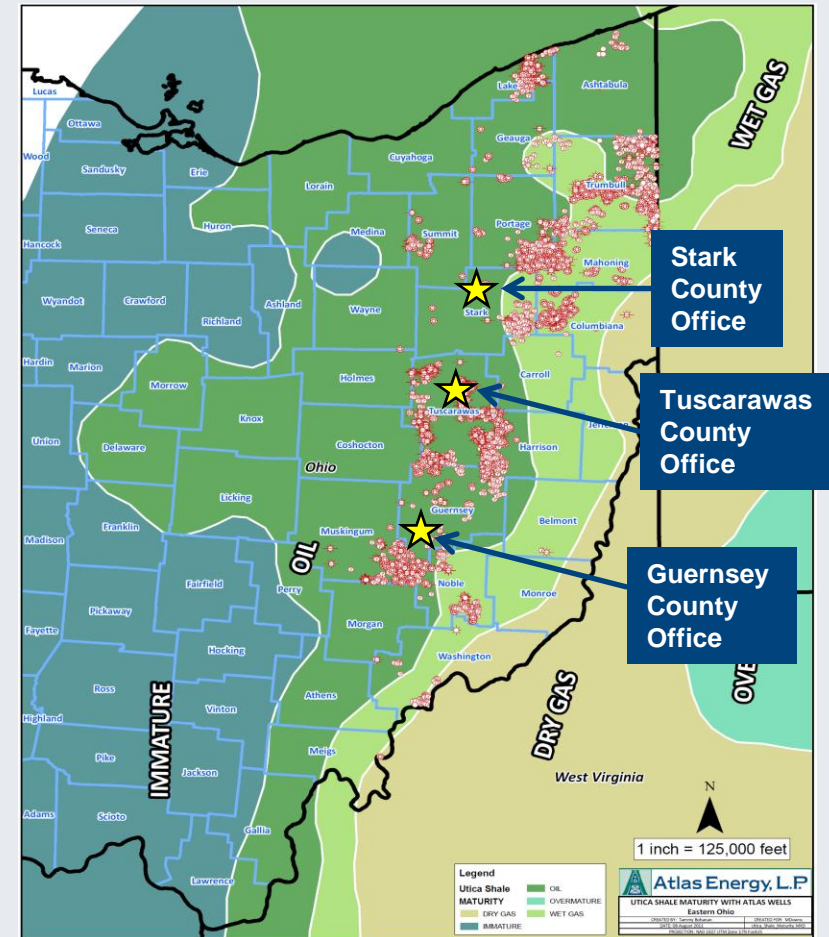 Lucas
Ottawa
Wood
Sandusky
Erie
Lorain
Cuyahoga
Lake
Ashtabula
Geauga
Trumbull
WET GAS
Seneca
Huron
Medina
Summit
Portage
Mahoning
Hancock
Wyandot
Crawford
Richland
Ashland
Wayne
Stark
Columbiana
Stark
County
Office
Hardin
Marion
Morrow
Holmes
Carroll
Tuscarawas
Tuscarawas
County
Office
Union
Delaware
Knox
Coshocton
Harrison
Ohio
Licking
Guernsey
Belmont
Madison
Franklin
Muskingum
OIL
Fairfield
Perry
Noble
Monroe
Guernsey
County
Office
Fayette
Pickaway
Morgan
Hocking
Washington
Ross
Athens
Highland
Vinton
IMMATURE
Meigs
DRY GAS
Pike
Jackson
West Virginia
Adams
Scioto
Gallia
Lawrence
N
1 inch = 125,000 feet
Legend
Utica Shale
MATURITY
DRY GAS
IMMATURE
OIL
OVERMATURE
WET GAS
Atlas Energy, L.P.
UTICA SHALE MATURITY WITH ATLAS WELLS
Eastern Ohio